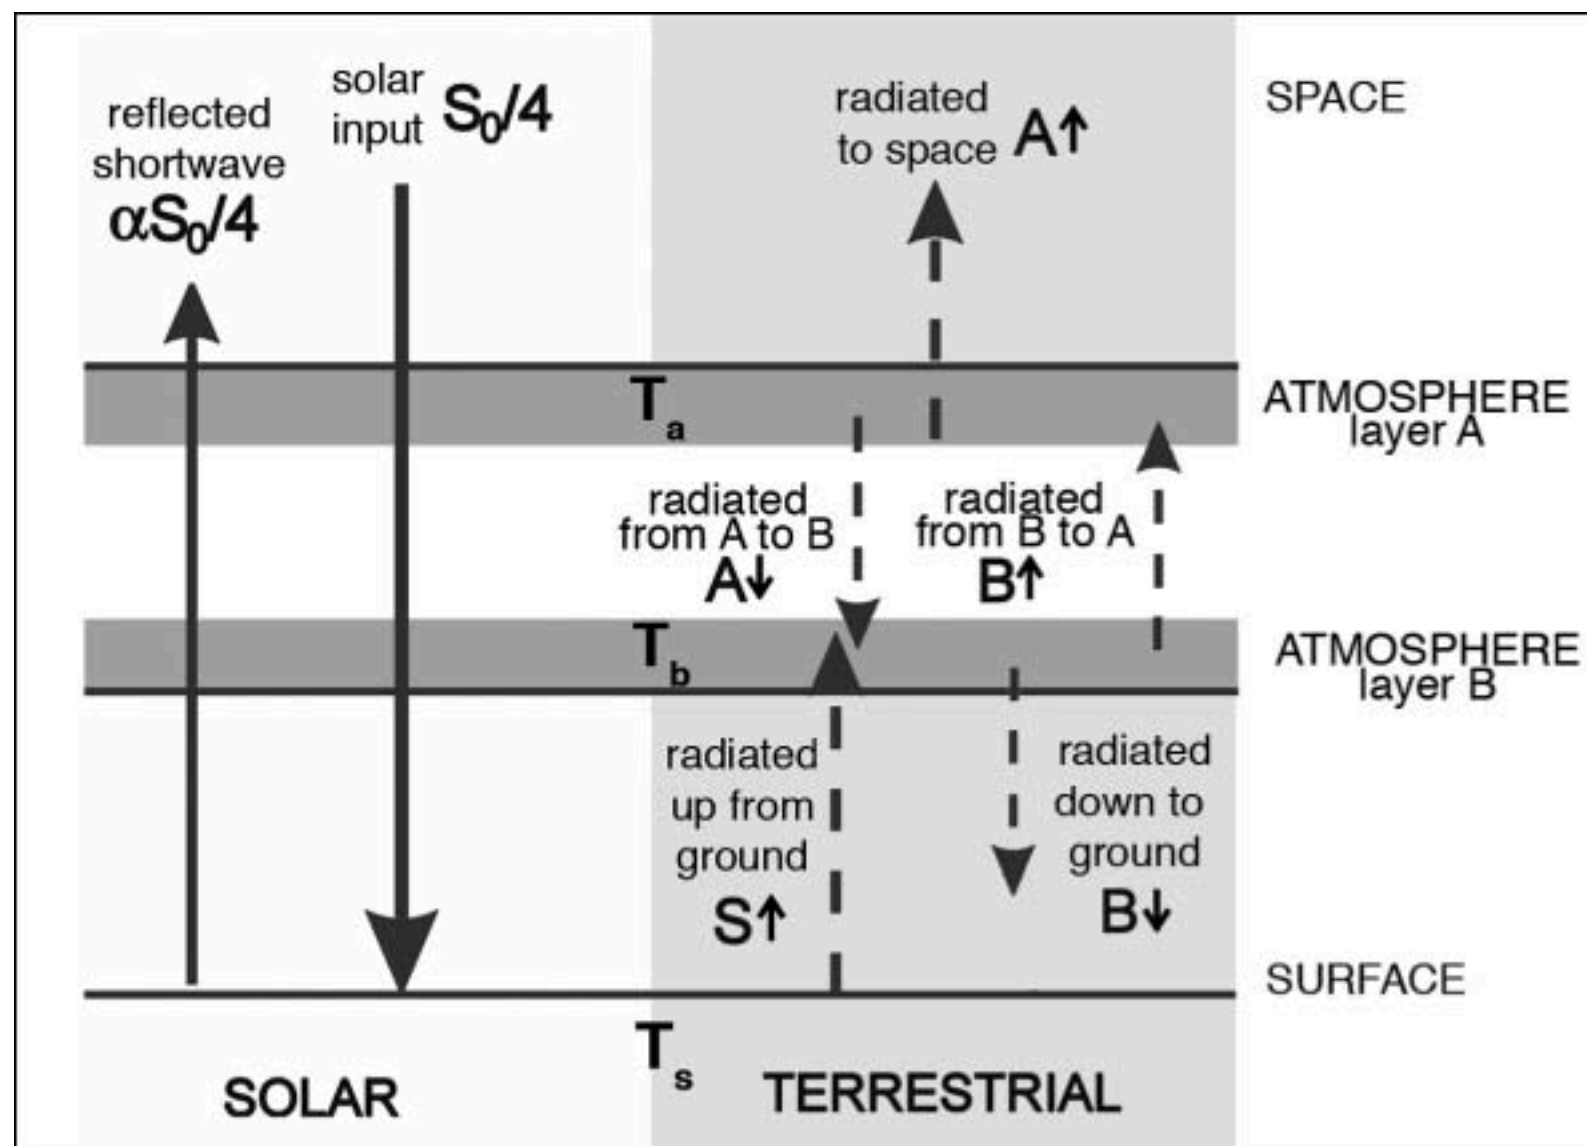 reflected
shortwave
αS₀/4
solar
input S₀/4
radiated
to space A↑
SPACE
Tₐ
ATMOSPHERE
layer A
radiated
from A to B
A↓
radiated
from B to A
B↑
T_b
ATMOSPHERE
layer B
radiated
up from
ground
S↑
radiated
down to
ground
B↓
SURFACE
Tₛ
SOLAR
TERRESTRIAL